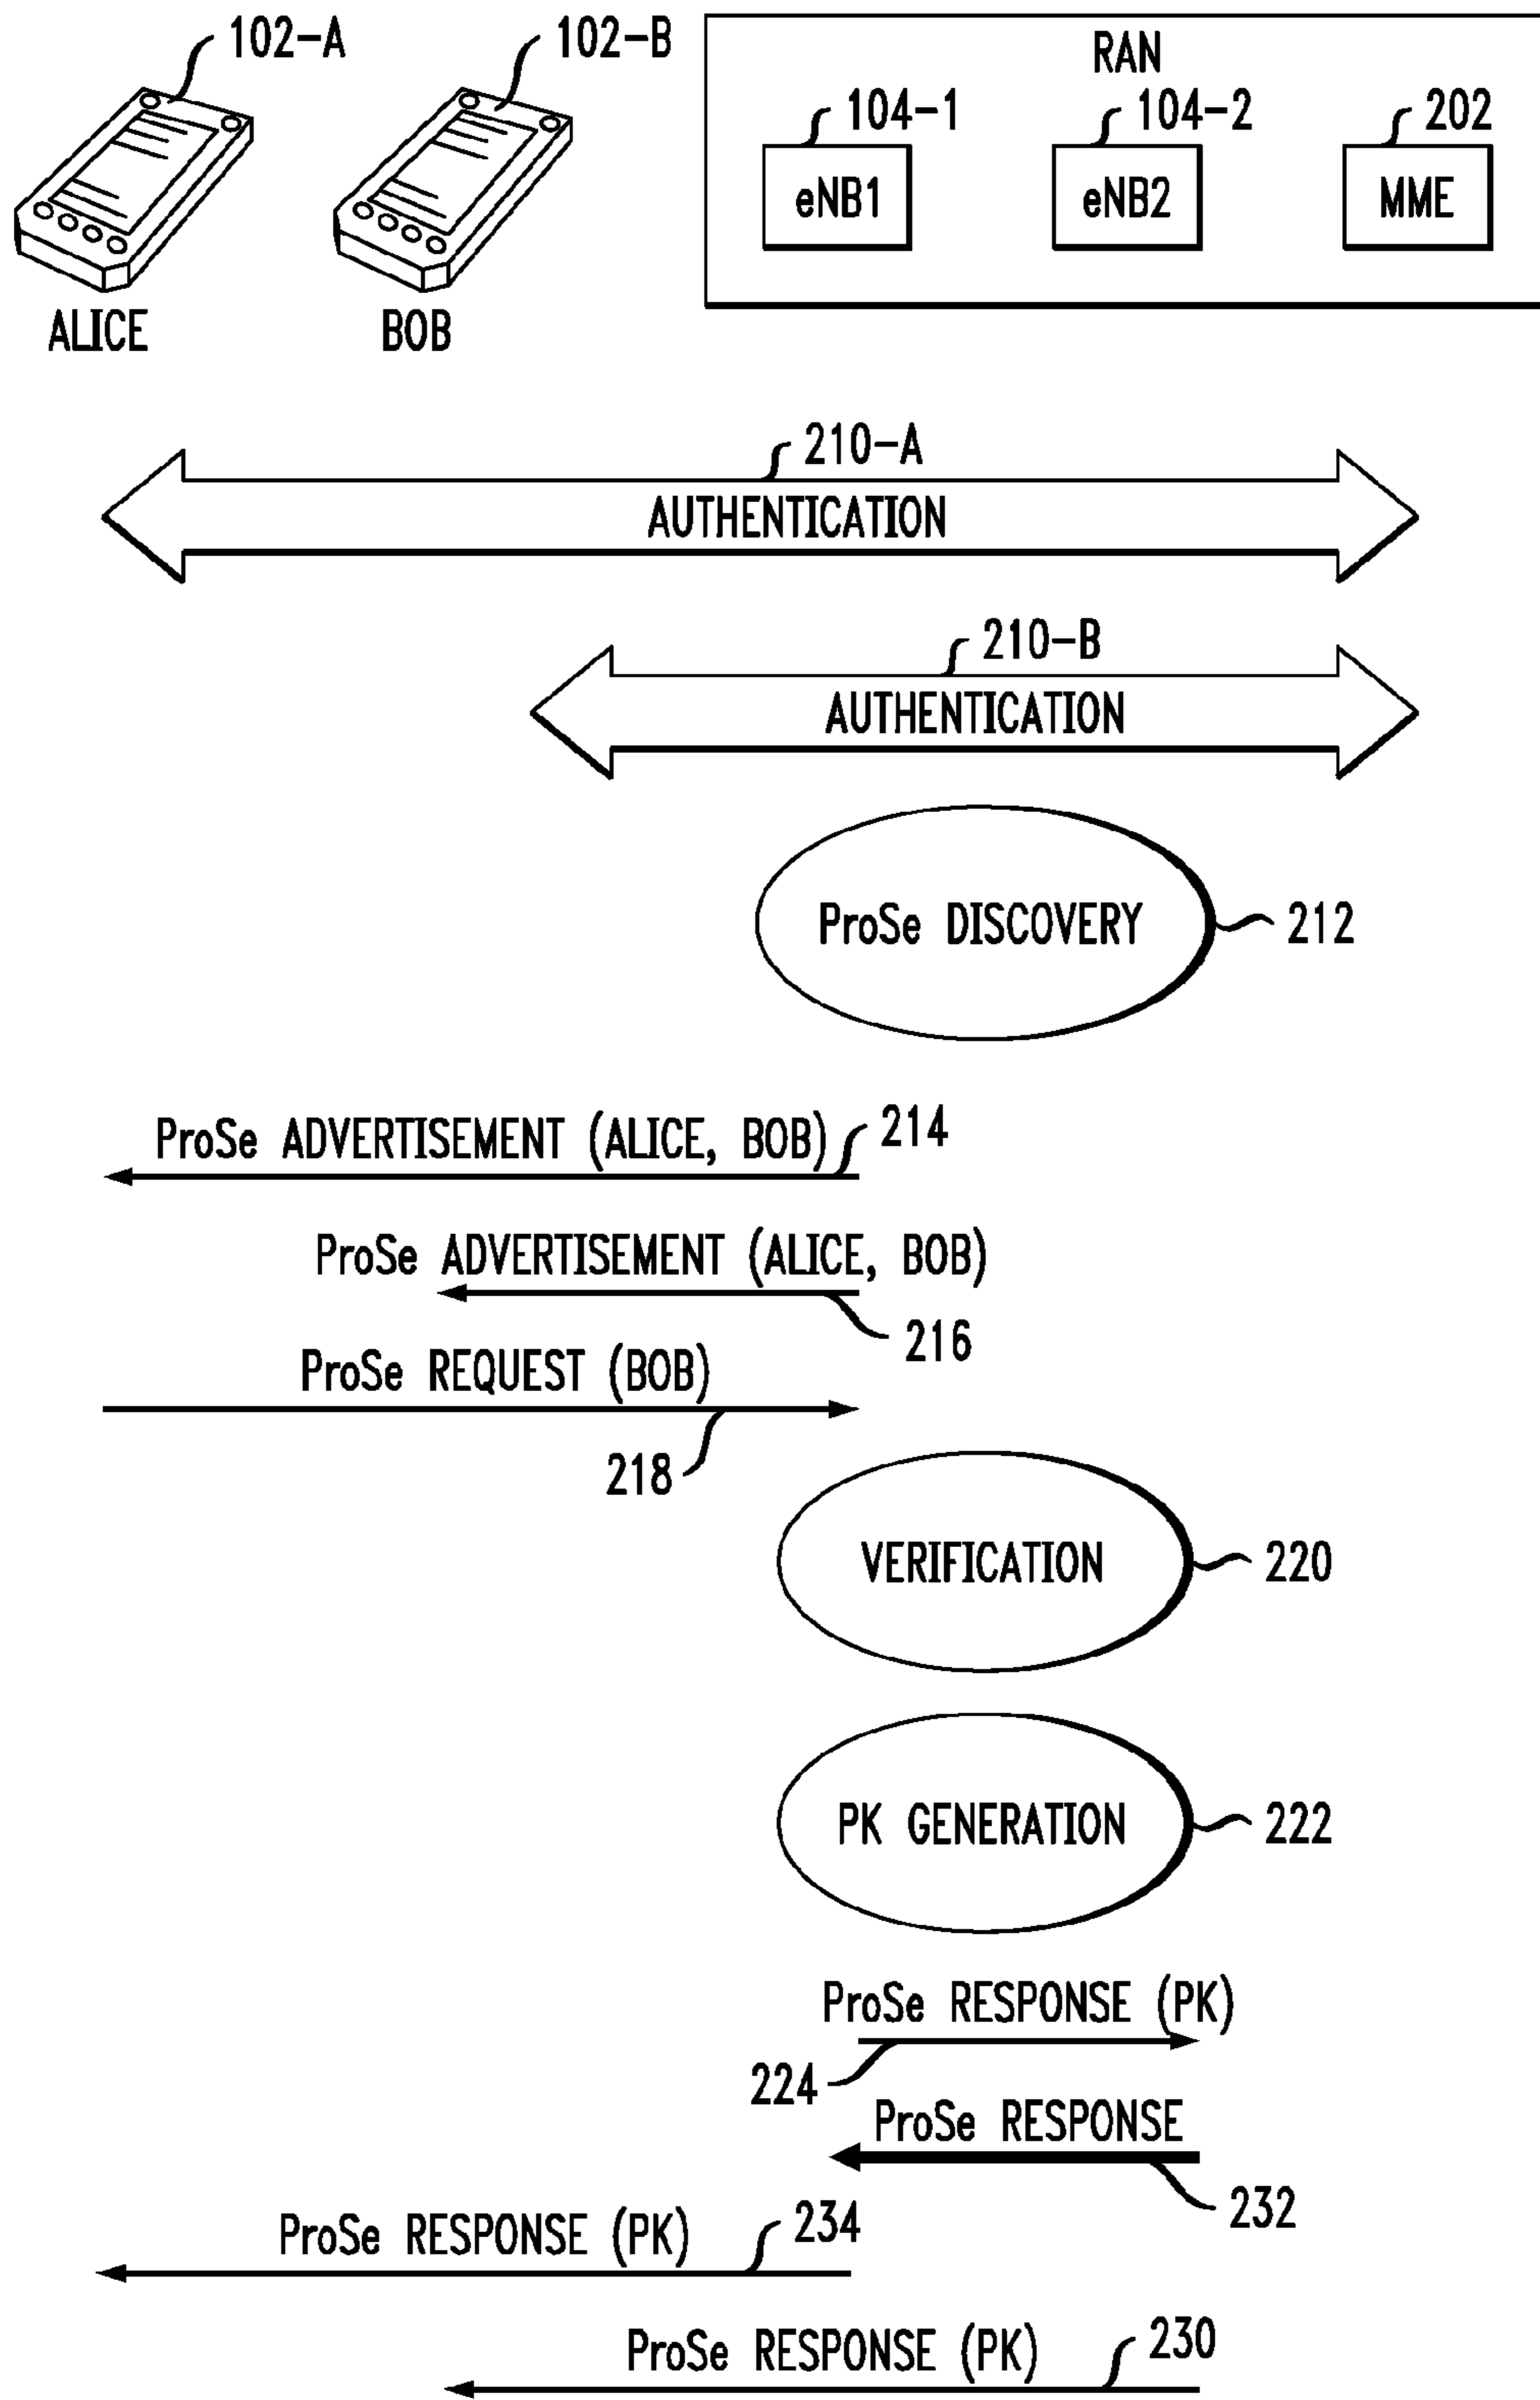 102-A
102-B
RAN
104-1
104-2
202
eNB1
eNB2
MME
ALICE
BOB
210-A
AUTHENTICATION
210-B
AUTHENTICATION
ProSe DISCOVERY
212
ProSe ADVERTISEMENT (ALICE, BOB)
214
ProSe ADVERTISEMENT (ALICE, BOB)
216
ProSe REQUEST (BOB)
218
VERIFICATION
220
PK GENERATION
222
ProSe RESPONSE (PK)
224
ProSe RESPONSE
232
ProSe RESPONSE (PK)
234
ProSe RESPONSE (PK)
230